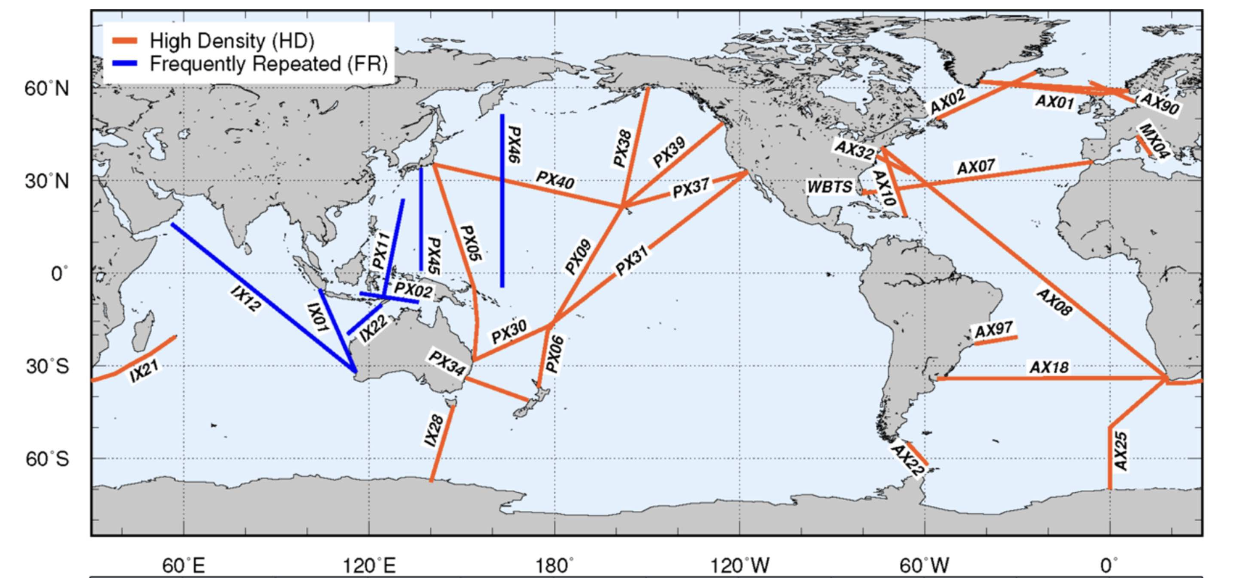 High Density (HD)
Frequently Repeated (FR)
60˚N
30˚N
0˚
30˚S
60˚S
60˚E
120˚E
180˚
120˚W
60˚W
0˚
AX02
AX01
AX90
MX04
AX32
AX07
WBTS
AX10
PX38
PX39
PX46
PX40
PX37
PX11
PX45
PX05
PX09
PX31
PX02
IX12
IX01
IX22
AX08
PX30
PX06
AX97
PX34
AX18
IX21
IX28
AX22
AX25